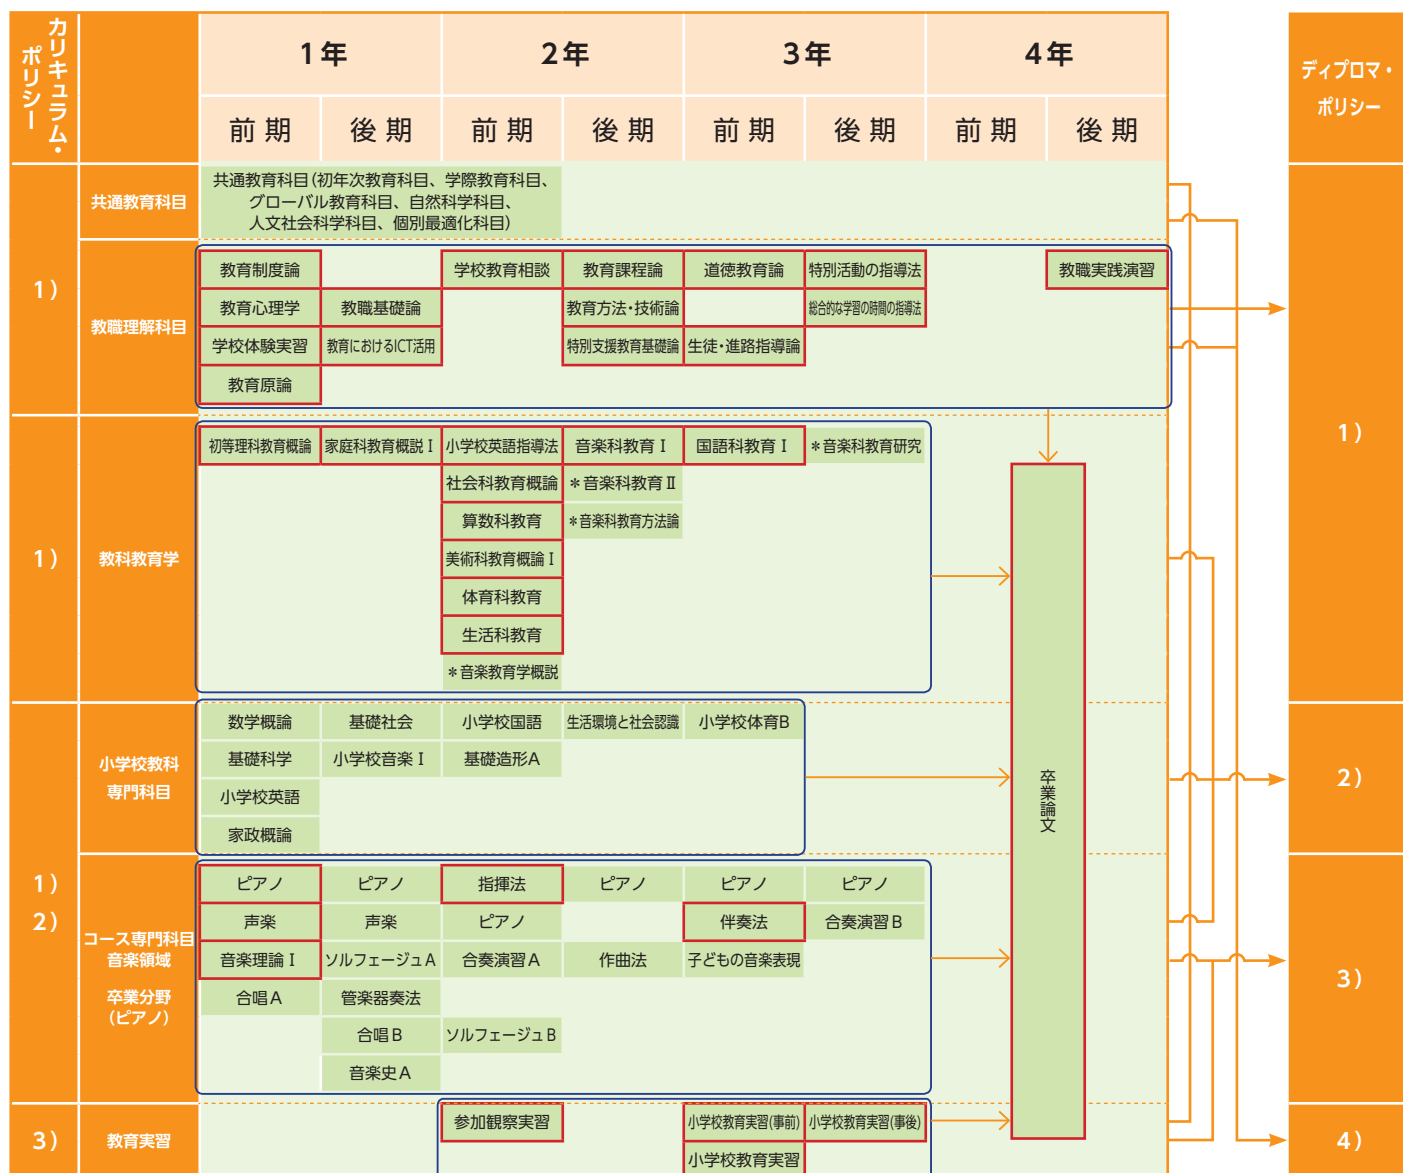 カリキュラム・
ポリシー
1年
2年
3年
4年
ディプロマ・
ポリシー
前期
後期
前期
後期
前期
後期
前期
後期
1）
共通教育科目
共通教育科目（初年次教育科目、学際教育科目、
グローバル教育科目、自然科学科目、
人文社会科学科目、個別最適化科目）
教職理解科目
教育制度論
学校教育相談
教育課程論
道徳教育論
特別活動の指導法
教職実践演習
教育心理学
教職基礎論
教育方法・技術論
総合的な学習の時間の指導法
学校体験実習
教育におけるICT活用
特別支援教育基礎論
生徒・進路指導論
教育原論
1）
1）
教科教育学
初等理科教育概論
家庭科教育概説Ⅰ
小学校英語指導法
音楽科教育Ⅰ
国語科教育Ⅰ
＊音楽科教育研究
社会科教育概論
＊音楽科教育Ⅱ
算数科教育
＊音楽科教育方法論
美術科教育概論Ⅰ
体育科教育
生活科教育
＊音楽教育学概説
卒業論文
小学校教科
専門科目
数学概論
基礎社会
小学校国語
生活環境と社会認識
小学校体育B
基礎科学
小学校音楽Ⅰ
基礎造形A
小学校英語
家政概論
2）
1）
2）
コース専門科目
音楽領域
卒業分野
（ピアノ）
ピアノ
ピアノ
指揮法
ピアノ
ピアノ
ピアノ
声楽
声楽
ピアノ
伴奏法
合奏演習B
音楽理論Ⅰ
ソルフェージュA
合奏演習A
作曲法
子どもの音楽表現
合唱A
管楽器奏法
合唱B
ソルフェージュB
音楽史A
3）
3）
教育実習
参加観察実習
小学校教育実習（事前）
小学校教育実習（事後）
小学校教育実習
4）